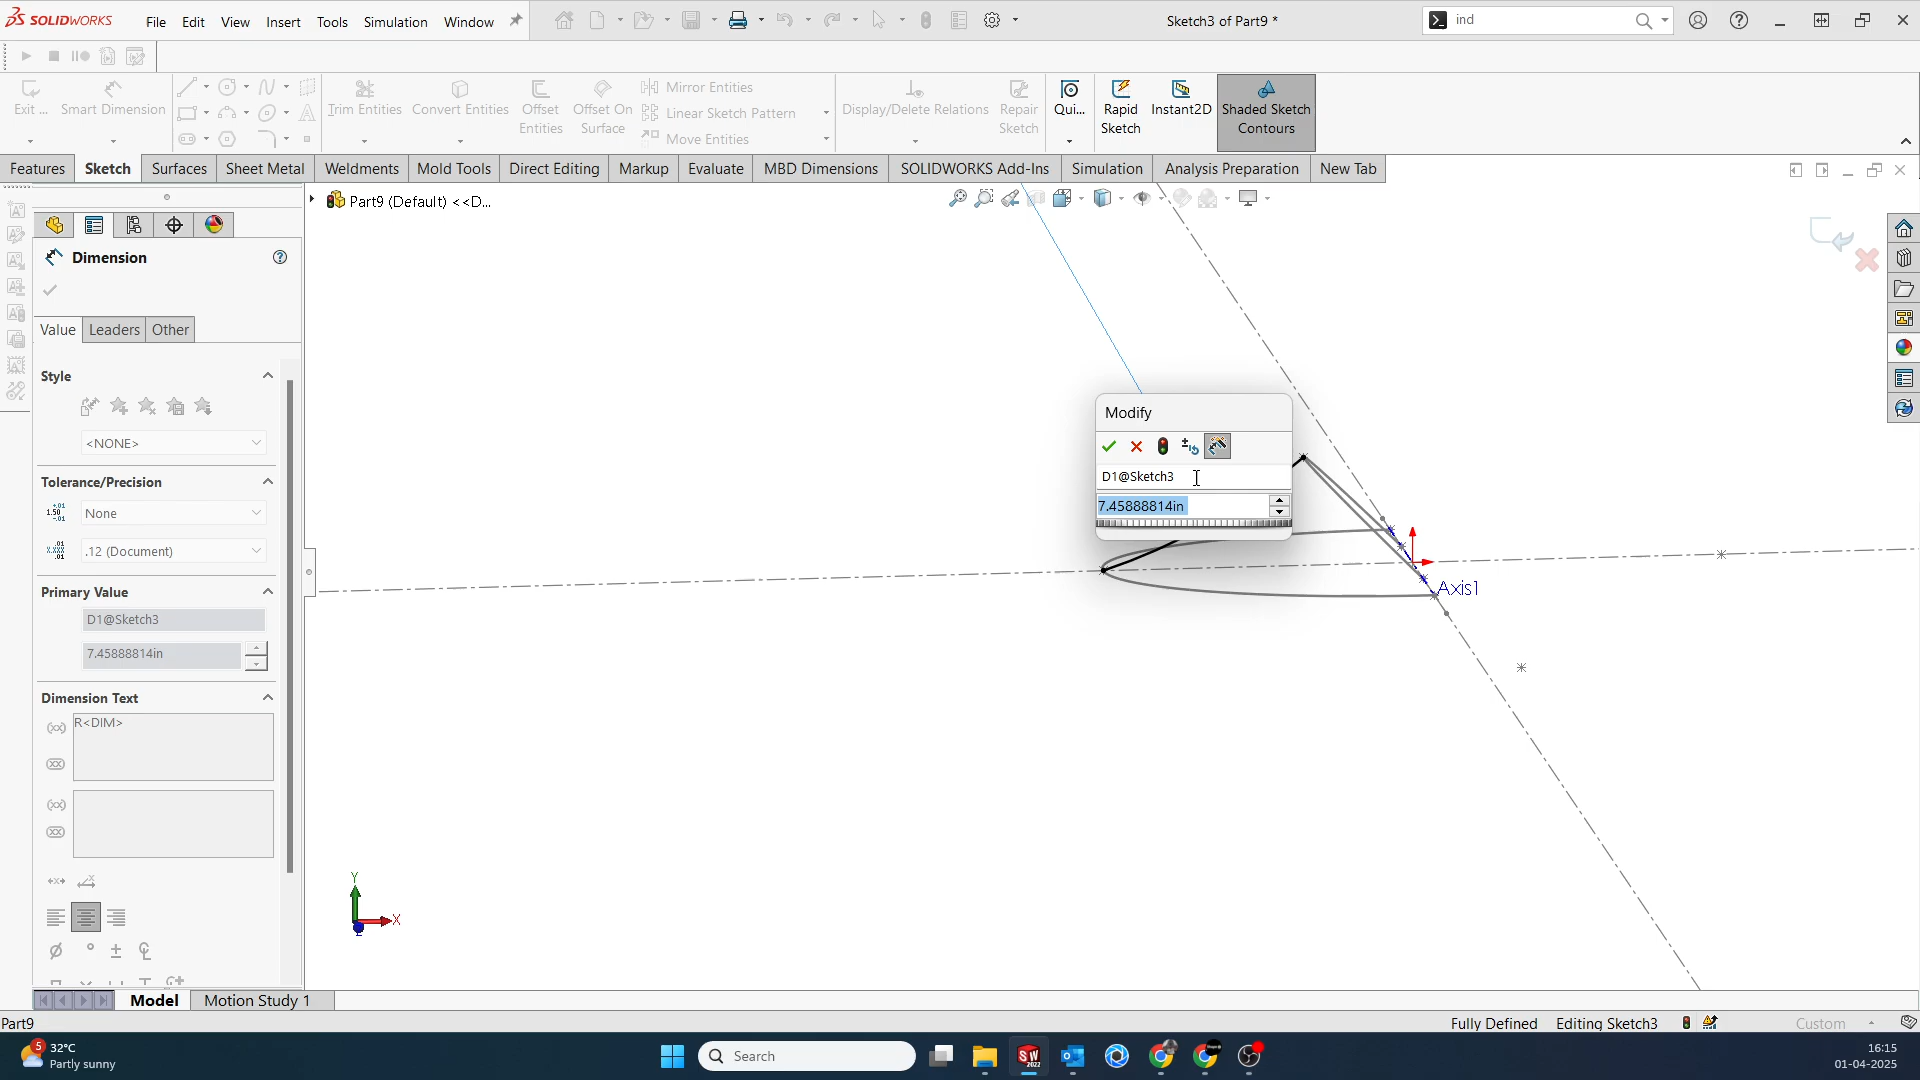 SOLIDWORKS File Edit View Insert Tools Simulation Window Sketch3 of Part9 * ind
Exit ... Smart Dimension Trim Entities Convert Entities Offset Entities Offset On Surface Mirror Entities Display/Delete Relations Repair Sketch Qui... Rapid Sketch Instant2D Shaded Sketch Contours
Linear Sketch Pattern
Move Entities
Features Sketch Surfaces Sheet Metal Weldments Mold Tools Direct Editing Markup Evaluate MBD Dimensions SOLIDWORKS Add-Ins Simulation Analysis Preparation New Tab
Part9 (Default) <<D...
Dimension
Value Leaders Other
Style
<NONE>
Tolerance/Precision
None
.12 (Document)
Primary Value
D1@Sketch3
7.45888814in
Dimension Text
R<DIM>
Modify
D1@Sketch3
7.45888814in
Axis1
Y
X
Z
Model Motion Study 1
Part9 Fully Defined Editing Sketch3 Custom
5 32°C
Partly sunny
Search
SW
2022
16:15
01-04-2025